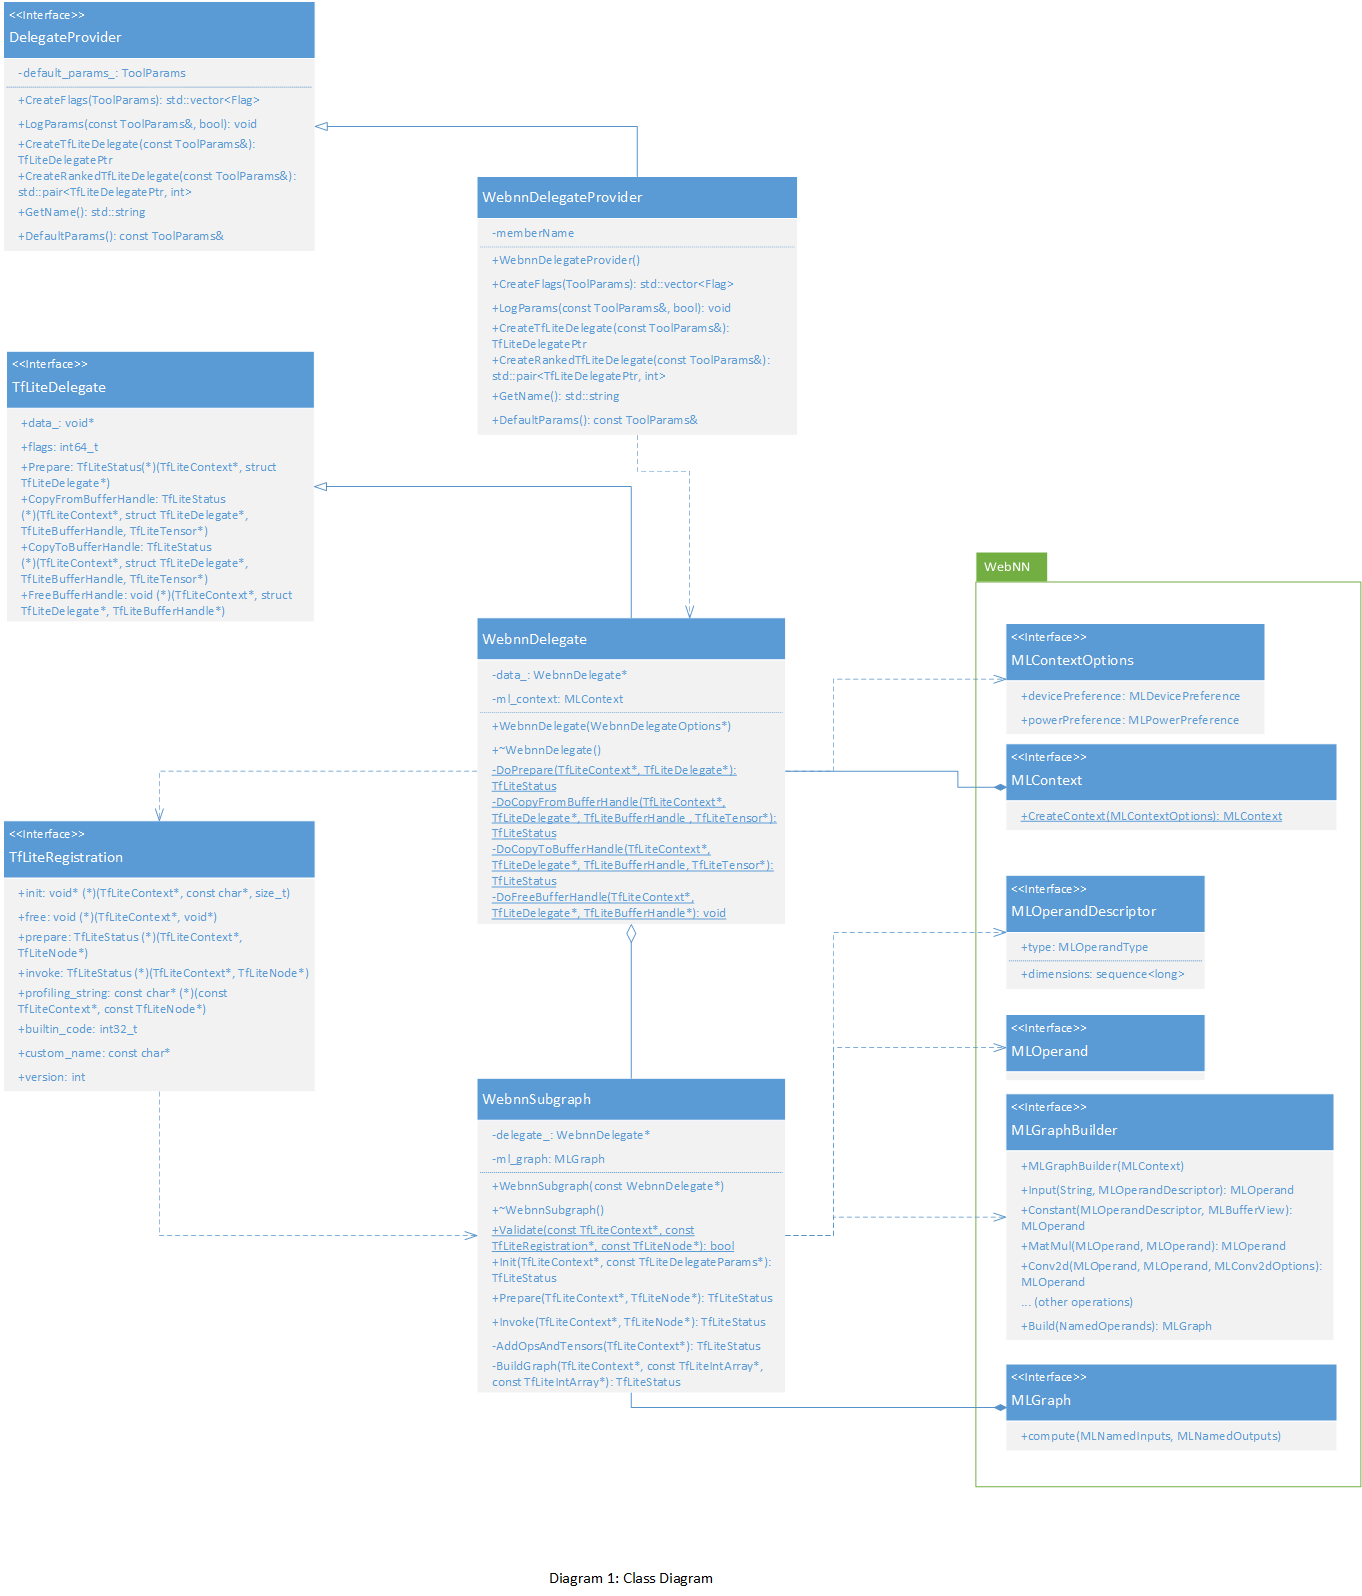 <<Interface>>
DelegateProvider
-default_params_: ToolParams
+CreateFlags(ToolParams): std::vector<Flag>
+LogParams(const ToolParams&, bool): void
+CreateTfLiteDelegate(const ToolParams&):
TfLiteDelegatePtr
+CreateRankedTfLiteDelegate(const ToolParams&):
std::pair<TfLiteDelegatePtr, int>
+GetName(): std::string
+DefaultParams(): const ToolParams&
WebnnDelegateProvider
-memberName
+WebnnDelegateProvider()
+CreateFlags(ToolParams): std::vector<Flag>
+LogParams(const ToolParams&, bool): void
+CreateTfLiteDelegate(const ToolParams&):
TfLiteDelegatePtr
+CreateRankedTfLiteDelegate(const ToolParams&):
std::pair<TfLiteDelegatePtr, int>
+GetName(): std::string
+DefaultParams(): const ToolParams&
<<Interface>>
TfLiteDelegate
+data_: void*
+flags: int64_t
+Prepare: TfLiteStatus(*)(TfLiteContext*, struct
TfLiteDelegate*)
+CopyFromBufferHandle: TfLiteStatus
(*)(TfLiteContext*, struct TfLiteDelegate*,
TfLiteBufferHandle, TfLiteTensor*)
+CopyToBufferHandle: TfLiteStatus
(*)(TfLiteContext*, struct TfLiteDelegate*,
TfLiteBufferHandle, TfLiteTensor*)
+FreeBufferHandle: void (*)(TfLiteContext*, struct
TfLiteDelegate*, TfLiteBufferHandle*)
WebnnDelegate
-data_: WebnnDelegate*
-ml_context: MLContext
+WebnnDelegate(WebnnDelegateOptions*)
+~WebnnDelegate()
-DoPrepare(TfLiteContext*, TfLiteDelegate*):
TfLiteStatus
-DoCopyFromBufferHandle(TfLiteContext*,
TfLiteDelegate*, TfLiteBufferHandle , TfLiteTensor*):
TfLiteStatus
-DoCopyToBufferHandle(TfLiteContext*,
TfLiteDelegate*, TfLiteBufferHandle, TfLiteTensor*):
TfLiteStatus
-DoFreeBufferHandle(TfLiteContext*,
TfLiteDelegate*, TfLiteBufferHandle*): void
<<Interface>>
TfLiteRegistration
+init: void* (*)(TfLiteContext*, const char*, size_t)
+free: void (*)(TfLiteContext*, void*)
+prepare: TfLiteStatus (*)(TfLiteContext*,
TfLiteNode*)
+invoke: TfLiteStatus (*)(TfLiteContext*, TfLiteNode*)
+profiling_string: const char* (*)(const
TfLiteContext*, const TfLiteNode*)
+builtin_code: int32_t
+custom_name: const char*
+version: int
WebnnSubgraph
-delegate_: WebnnDelegate*
-ml_graph: MLGraph
+WebnnSubgraph(const WebnnDelegate*)
+~WebnnSubgraph()
+Validate(const TfLiteContext*, const
TfLiteRegistration*, const TfLiteNode*): bool
+Init(TfLiteContext*, const TfLiteDelegateParams*):
TfLiteStatus
+Prepare(TfLiteContext*, TfLiteNode*): TfLiteStatus
+Invoke(TfLiteContext*, TfLiteNode*): TfLiteStatus
-AddOpsAndTensors(TfLiteContext*): TfLiteStatus
-BuildGraph(TfLiteContext*, const TfLiteIntArray*,
const TfLiteIntArray*): TfLiteStatus
WebNN
<<Interface>>
MLContextOptions
+devicePreference: MLDevicePreference
+powerPreference: MLPowerPreference
<<Interface>>
MLContext
+CreateContext(MLContextOptions): MLContext
<<Interface>>
MLOperandDescriptor
+type: MLOperandType
+dimensions: sequence<long>
<<Interface>>
MLOperand
<<Interface>>
MLGraphBuilder
+MLGraphBuilder(MLContext)
+Input(String, MLOperandDescriptor): MLOperand
+Constant(MLOperandDescriptor, MLBufferView):
MLOperand
+MatMul(MLOperand, MLOperand): MLOperand
+Conv2d(MLOperand, MLOperand, MLConv2dOptions):
MLOperand
... (other operations)
+Build(NamedOperands): MLGraph
<<Interface>>
MLGraph
+compute(MLNamedInputs, MLNamedOutputs)
Diagram 1: Class Diagram